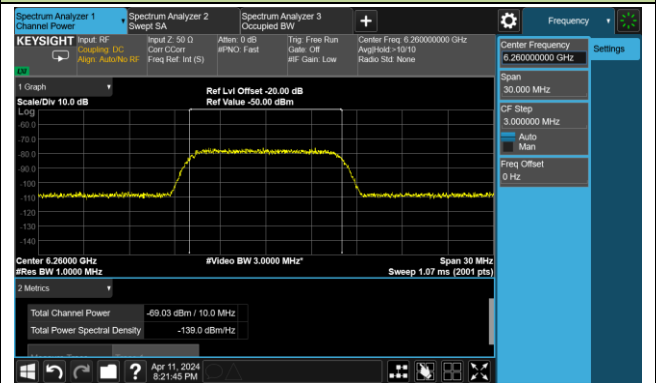 Spectrum Analyzer 1
Channel Power
Spectrum Analyzer 2
Swept SA
Spectrum Analyzer 3
Occupied BW
Frequency
KEYSIGHT
Input: RF
Coupling: DC
Align: Auto/No RF
Input Z: 50 Ω
Corr CCorr
Freq Ref: Int (S)
Atten: 0 dB
#PNO: Fast
Trig: Free Run
Gate: Off
#IF Gain: Low
Center Freq: 6.260000000 GHz
Avg|Hold:>10/10
Radio Std: None
Center Frequency
6.260000000 GHz
Settings
Span
30.000 MHz
CF Step
3.000000 MHz
Auto
Man
Freq Offset
0 Hz
1 Graph
Ref Lvl Offset -20.00 dB
Scale/Div 10.0 dB
Ref Value -50.00 dBm
Log
-60.0
-70.0
-80.0
-90.0
-100
-110
-120
-130
-140
Center 6.26000 GHz
#Video BW 3.0000 MHz*
Span 30 MHz
#Res BW 1.0000 MHz
Sweep 1.07 ms (2001 pts)
2 Metrics
Total Channel Power
-69.03 dBm / 10.0 MHz
Total Power Spectral Density
-139.0 dBm/Hz
?
Apr 11, 2024
8:21:45 PM